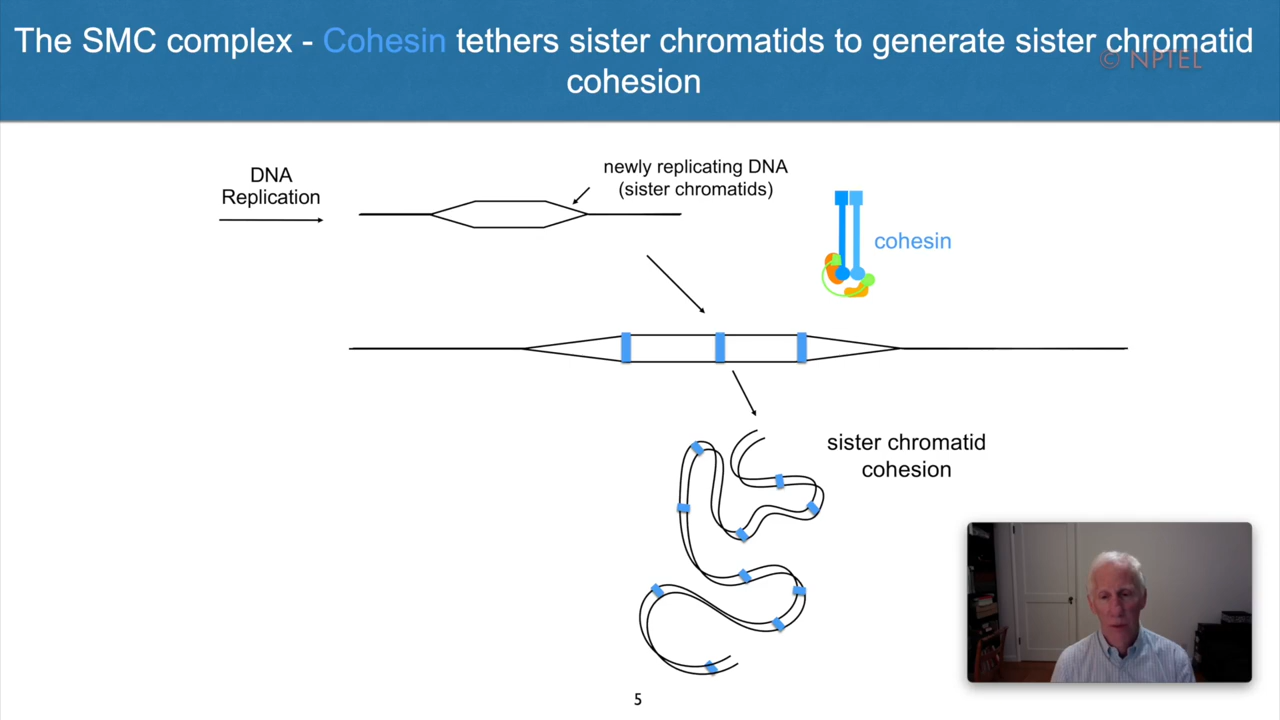 The SMC complex - Cohesin tethers sister chromatids to generate sister chromatid
cohesion
© NPTEL
DNA
Replication
newly replicating DNA
(sister chromatids)
cohesin
sister chromatid
cohesion
5